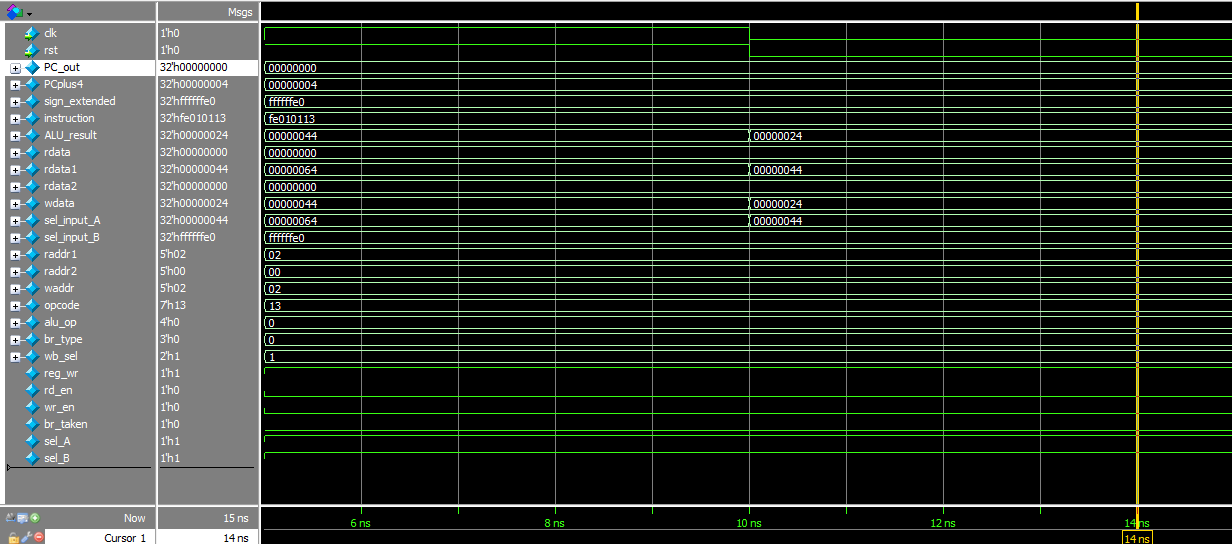 Msgs
clk 1'h0
rst 1'h0
PC_out 32'h00000000 00000000
PCplus4 32'h00000004 00000004
sign_extended 32'hffffffe0 ffffffe0
instruction 32'hfe010113 fe010113
ALU_result 32'h00000024 00000044 00000024
rdata 32'h00000000 00000000
rdata1 32'h00000044 00000064 00000044
rdata2 32'h00000000 00000000
wdata 32'h00000024 00000044 00000024
sel_input_A 32'h00000044 00000064 00000044
sel_input_B 32'hffffffe0 ffffffe0
raddr1 5'h02 02
raddr2 5'h00 00
waddr 5'h02 02
opcode 7'h13 13
alu_op 4'h0 0
br_type 3'h0 0
wb_sel 2'h1 1
reg_wr 1'h1
rd_en 1'h0
wr_en 1'h0
br_taken 1'h0
sel_A 1'h1
sel_B 1'h1
Now 15 ns 6 ns 8 ns 10 ns 12 ns 14 ns
Cursor 1 14 ns 14 ns